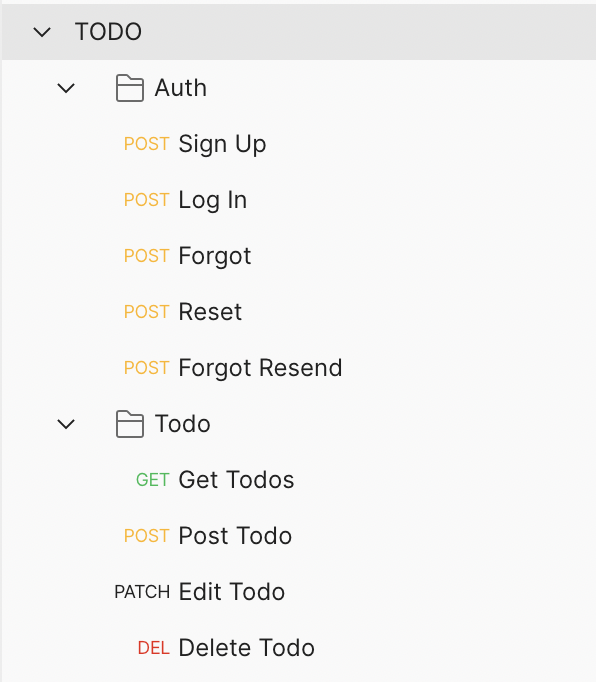 TODO
Auth
POST Sign Up
POST Log In
POST Forgot
POST Reset
POST Forgot Resend
Todo
GET Get Todos
POST Post Todo
PATCH Edit Todo
DEL Delete Todo